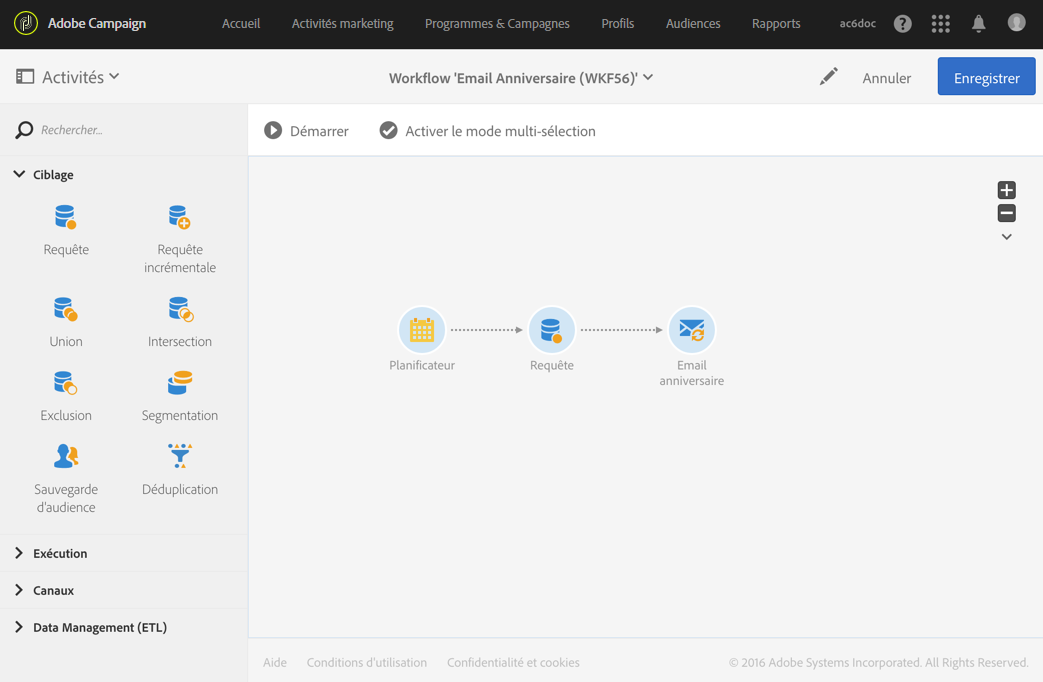 Adobe Campaign
Accueil
Activités marketing
Programmes & Campagnes
Profils
Audiences
Rapports
ac6doc
?
Activités
Workflow 'Email Anniversaire (WKF56)'
Annuler
Enregistrer
Rechercher...
Démarrer
Activer le mode multi-sélection
Ciblage
Requête
Requête
incrémentale
Union
Intersection
Exclusion
Segmentation
Sauvegarde
d'audience
Déduplication
Exécution
Canaux
Data Management (ETL)
Planificateur
Requête
Email
anniversaire
Aide
Conditions d'utilisation
Confidentialité et cookies
© 2016 Adobe Systems Incorporated. All Rights Reserved.